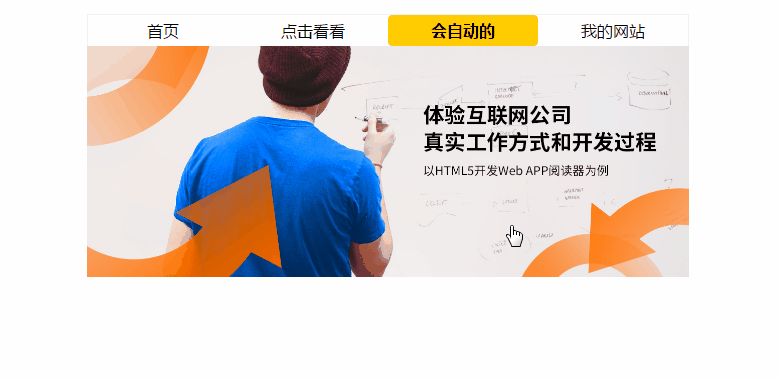 首页
点击看看
会自动的
我的网站
体验互联网公司
真实工作方式和开发过程
以HTML5开发Web APP阅读器为例